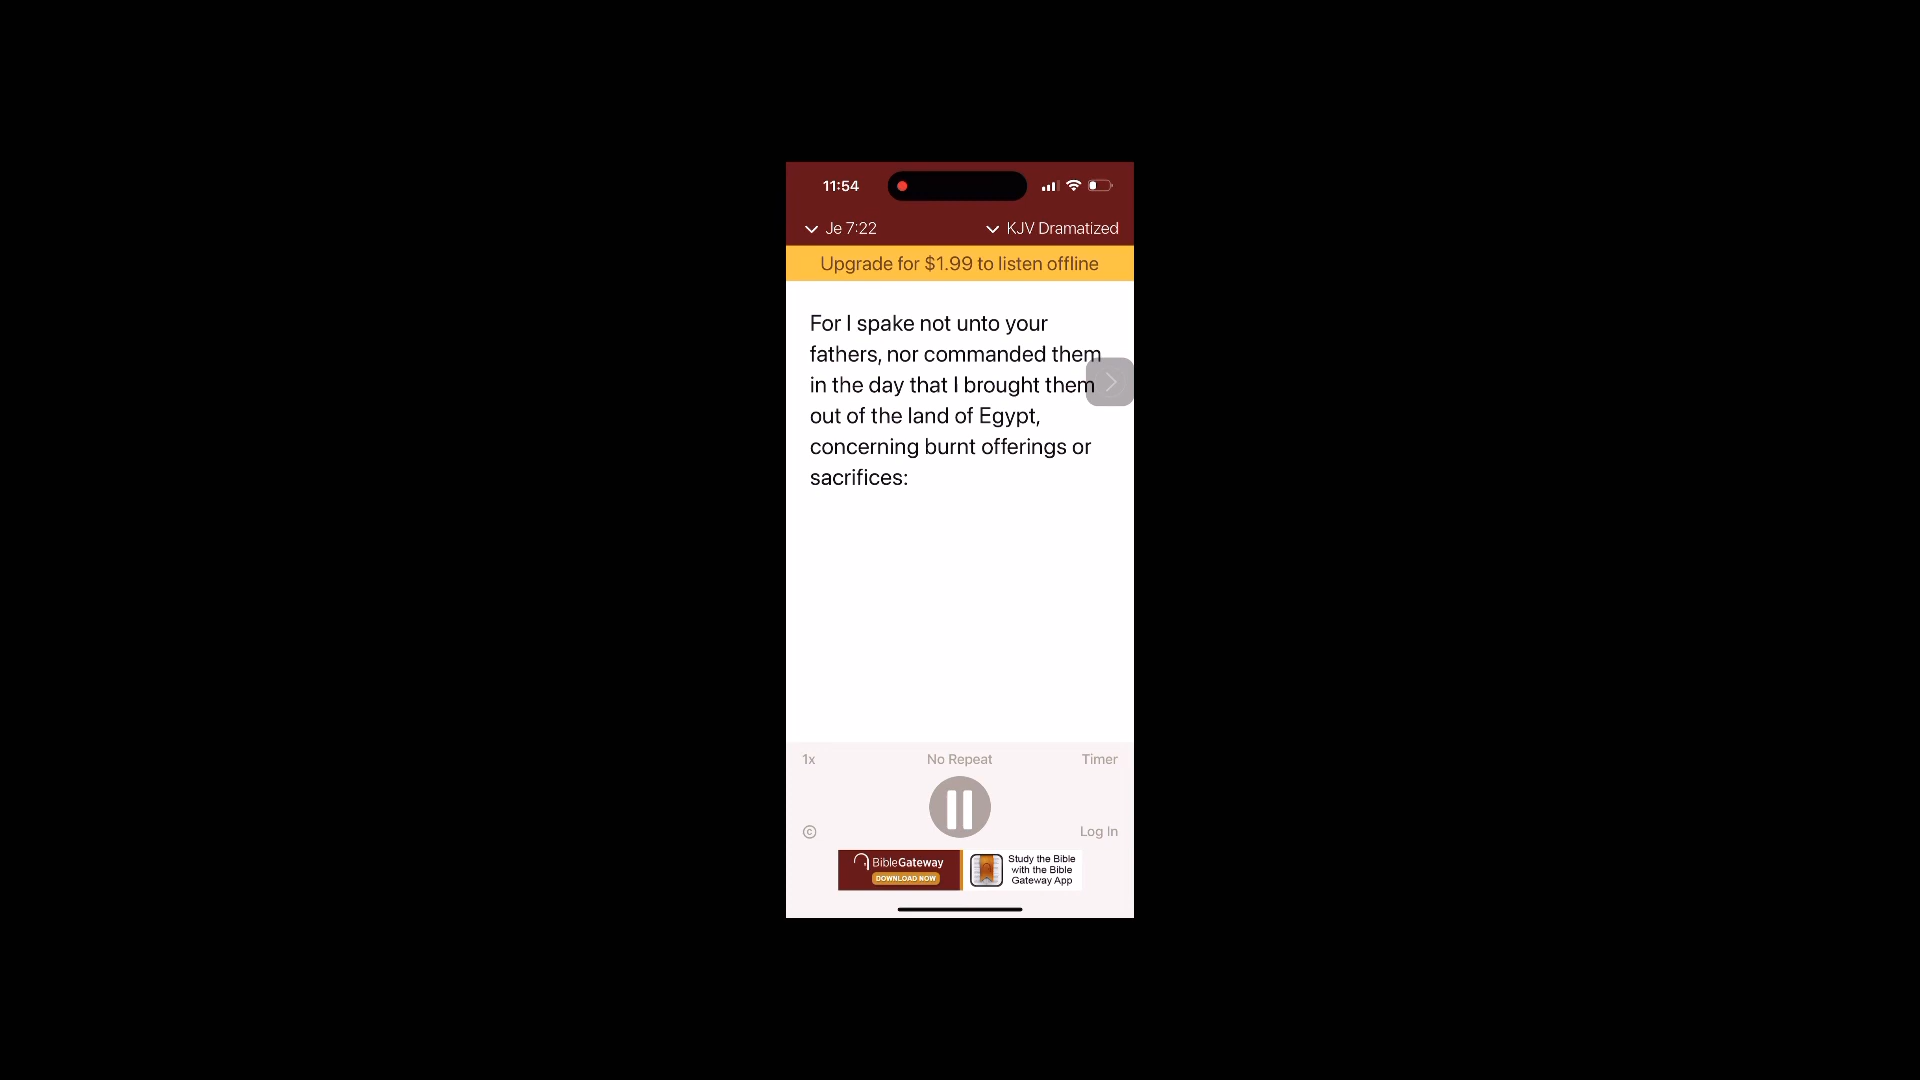 11:54
Je 7:22
KJV Dramatized
Upgrade for $1.99 to listen offline
For I spake not unto your
fathers, nor commanded them
in the day that I brought them
out of the land of Egypt,
concerning burnt offerings or
sacrifices:
1x
No Repeat
Timer
©
Log In
BibleGateway
DOWNLOAD NOW
Study the Bible
with the Bible
Gateway App